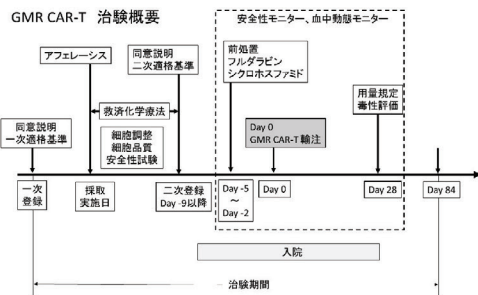 GMR CAR-T 治験概要
安全性モニター、血中動態モニター
アフェレーシス
同意説明
二次適格基準
前処置
フルダラビン
シクロホスファミド
救済化学療法
用量規定
毒性評価
同意説明
一次適格基準
細胞調整
細胞品質
安全性試験
Day 0
GMR CAR-T 輸注
一次
登録
採取
実施日
二次登録
Day -9以降
Day -5
～
Day -2
Day 0
Day 28
Day 84
入院
治験期間